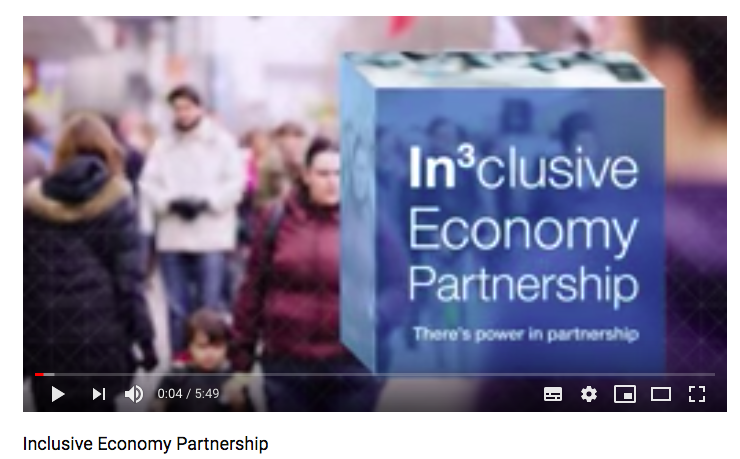 In³clusive
Economy
Partnership
There's power in partnership
0:04 / 5:49
Inclusive Economy Partnership